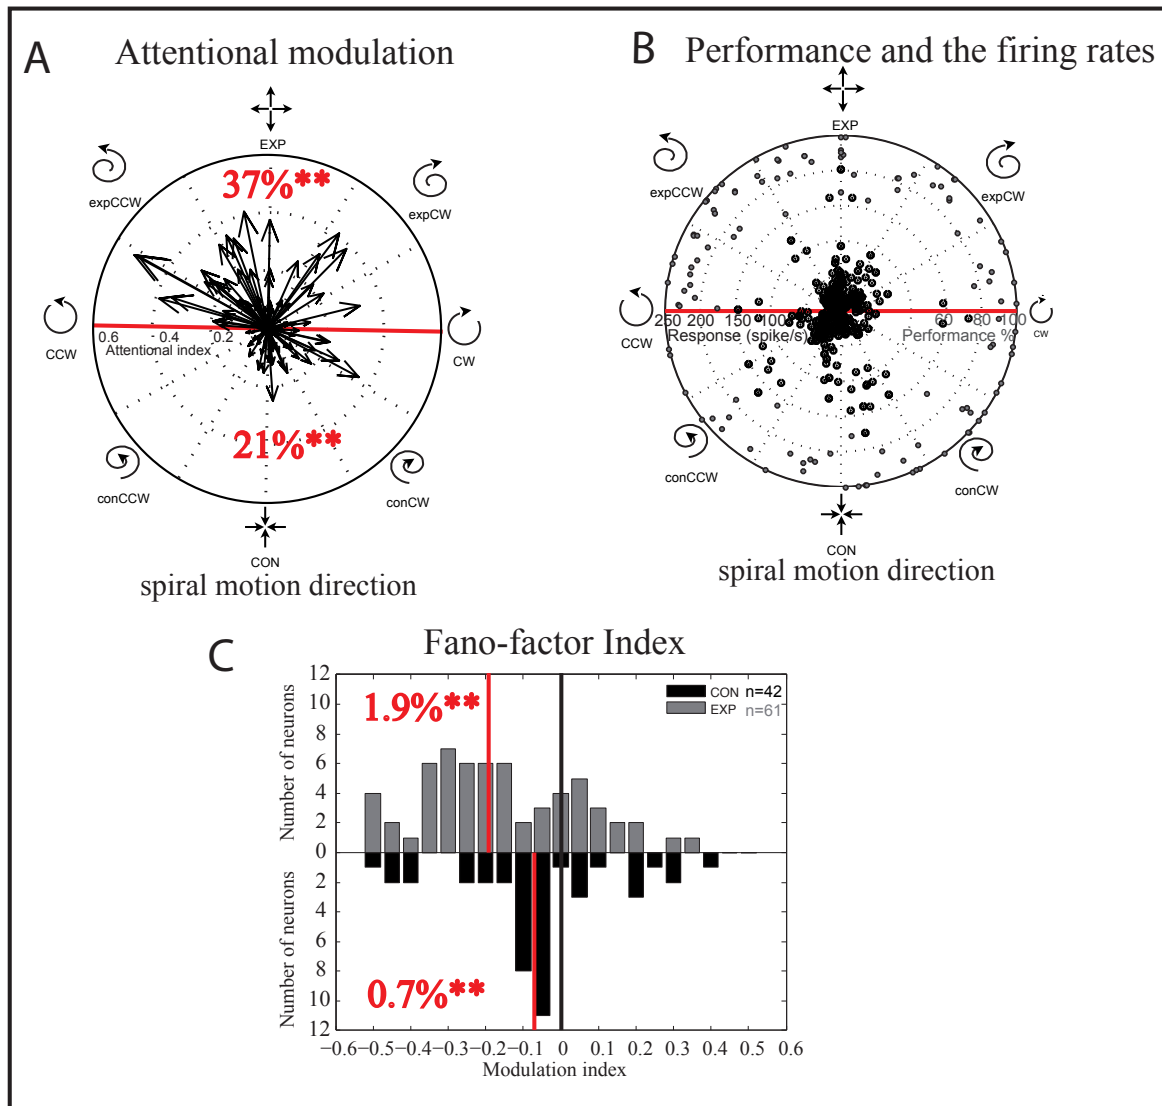 A
Attentional modulation
EXP
37%**
expCCW
expCW
CCW
0.6 0.4 0.2
Attentional index
CW
21%**
conCCW
conCW
CON
spiral motion direction
B
Performance and the firing rates
EXP
expCCW
expCW
CCW
250 200 150 100 60 80 100
Response (spike/s) Performance %
CW
conCCW
conCW
CON
spiral motion direction
C
Fano-factor Index
Number of neurons
12
10
8
6
4
2
0
2
4
6
8
10
12
Number of neurons
1.9%**
CON n=42
EXP n=61
0.7%**
−0.6 −0.5 −0.4 −0.3 −0.2 −0.1 0 0.1 0.2 0.3 0.4 0.5 0.6
Modulation index